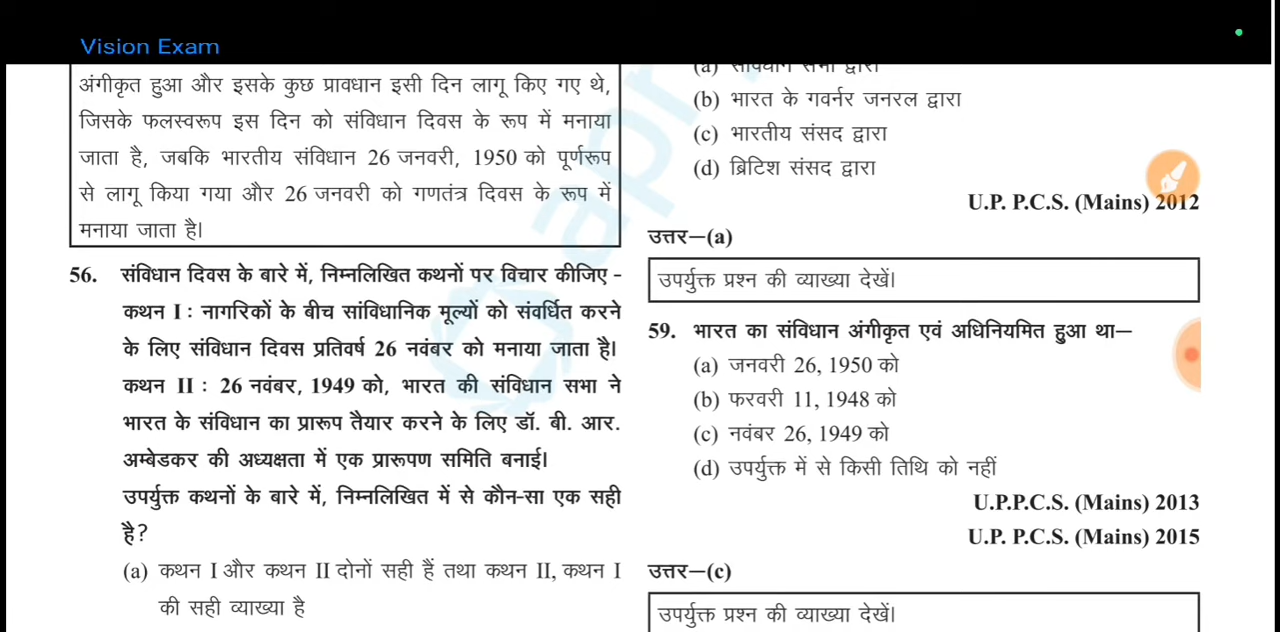 Vision Exam
अंगीकृत हुआ और इसके कुछ प्रावधान इसी दिन लागू किए गए थे,
जिसके फलस्वरूप इस दिन को संविधान दिवस के रूप में मनाया
जाता है, जबकि भारतीय संविधान 26 जनवरी, 1950 को पूर्णरूप
से लागू किया गया और 26 जनवरी को गणतंत्र दिवस के रूप में
मनाया जाता है।
56. संविधान दिवस के बारे में, निम्नलिखित कथनों पर विचार कीजिए -
कथन I : नागरिकों के बीच सांविधानिक मूल्यों को संवर्धित करने
के लिए संविधान दिवस प्रतिवर्ष 26 नवंबर को मनाया जाता है।
कथन II : 26 नवंबर, 1949 को, भारत की संविधान सभा ने
भारत के संविधान का प्रारूप तैयार करने के लिए डॉ. बी. आर.
अम्बेडकर की अध्यक्षता में एक प्रारूपण समिति बनाई।
उपर्युक्त कथनों के बारे में, निम्नलिखित में से कौन-सा एक सही
है?
(a) कथन I और कथन II दोनों सही हैं तथा कथन II, कथन I
की सही व्याख्या है
(a) संविधान सभा द्वारा
(b) भारत के गवर्नर जनरल द्वारा
(c) भारतीय संसद द्वारा
(d) ब्रिटिश संसद द्वारा
U.P. P.C.S. (Mains) 2012
उत्तर–(a)
उपर्युक्त प्रश्न की व्याख्या देखें।
59. भारत का संविधान अंगीकृत एवं अधिनियमित हुआ था—
(a) जनवरी 26, 1950 को
(b) फरवरी 11, 1948 को
(c) नवंबर 26, 1949 को
(d) उपर्युक्त में से किसी तिथि को नहीं
U.P.P.C.S. (Mains) 2013
U.P. P.C.S. (Mains) 2015
उत्तर–(c)
उपर्युक्त प्रश्न की व्याख्या देखें।